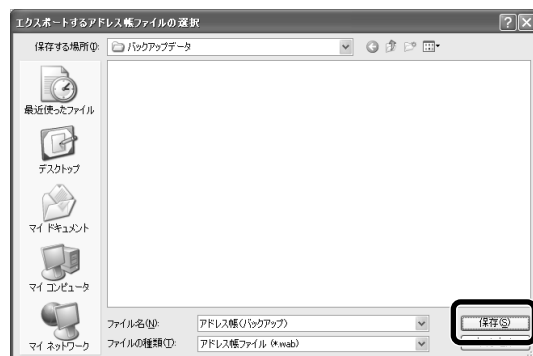 エクスポートするアドレス帳ファイルの選択
保存する場所(I):
バックアップデータ
最近使ったファイル
デスクトップ
マイ ドキュメント
マイ コンピュータ
マイ ネットワーク
ファイル名(N):
アドレス帳(バックアップ)
保存(S)
ファイルの種類(T):
アドレス帳ファイル (*.wab)